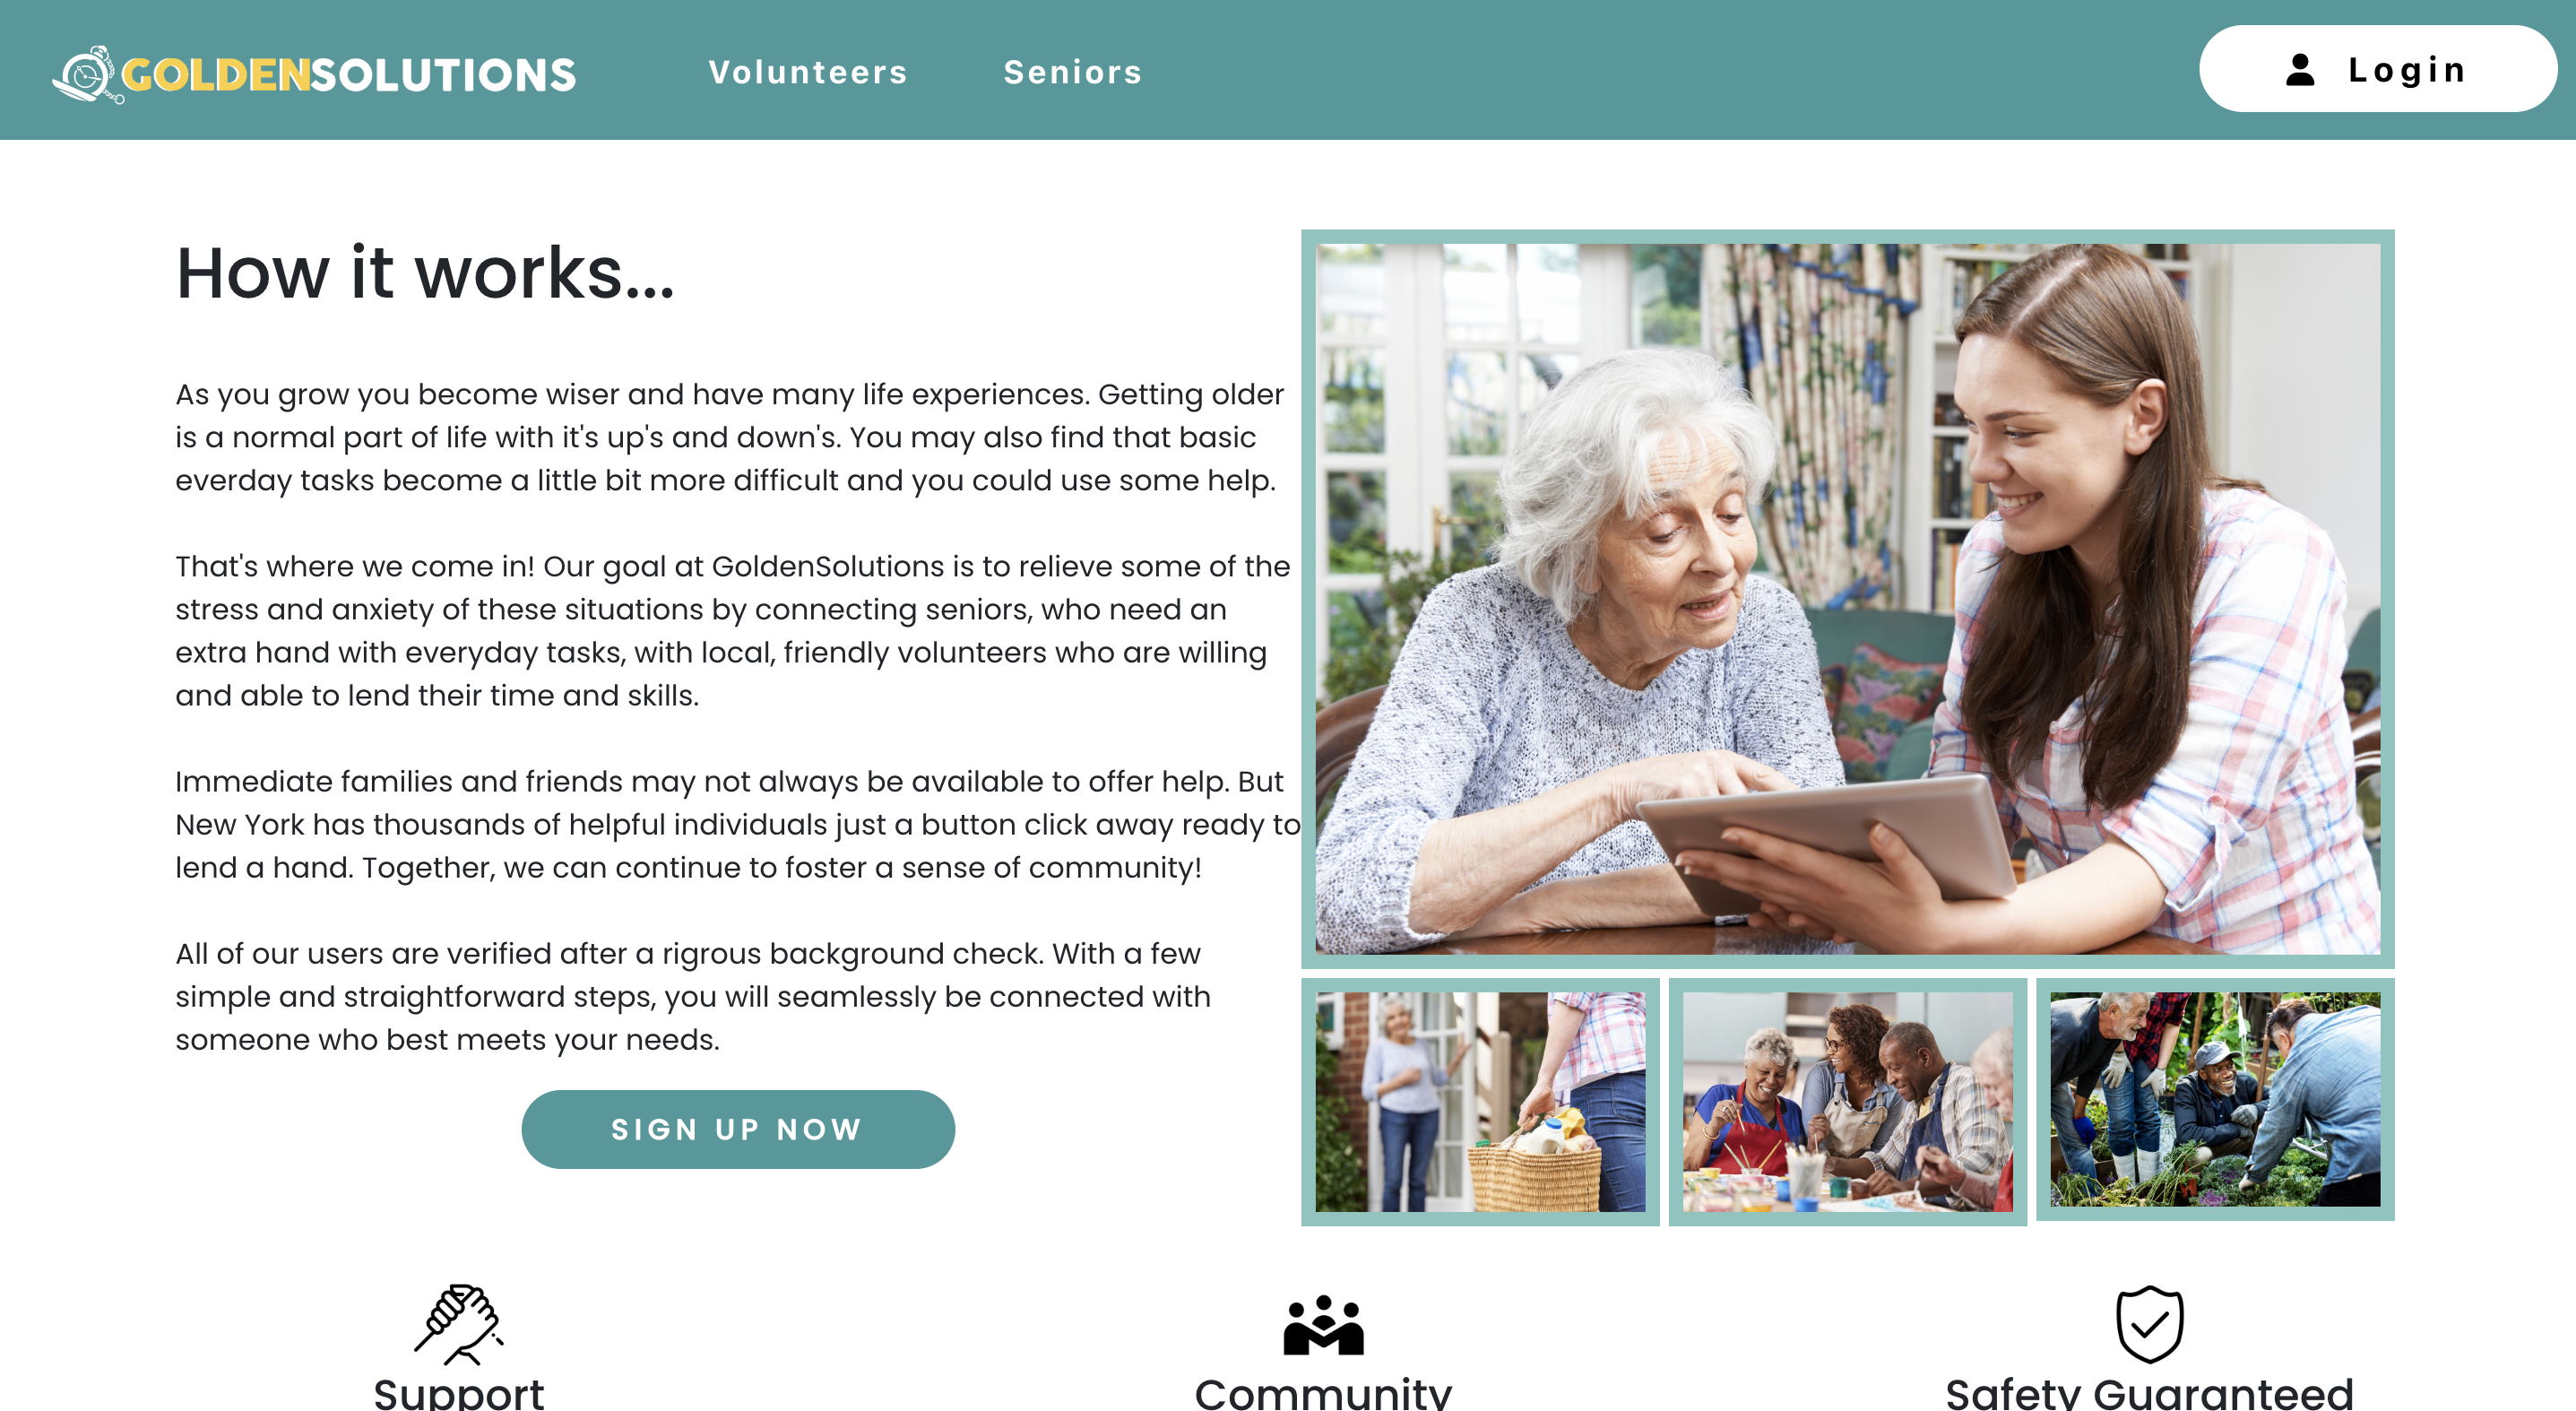 GOLDENSOLUTIONS
Volunteers
Seniors
Login
How it works...
As you grow you become wiser and have many life experiences. Getting older
is a normal part of life with it's up's and down's. You may also find that basic
everday tasks become a little bit more difficult and you could use some help.
That's where we come in! Our goal at GoldenSolutions is to relieve some of the
stress and anxiety of these situations by connecting seniors, who need an
extra hand with everyday tasks, with local, friendly volunteers who are willing
and able to lend their time and skills.
Immediate families and friends may not always be available to offer help. But
New York has thousands of helpful individuals just a button click away ready to
lend a hand. Together, we can continue to foster a sense of community!
All of our users are verified after a rigrous background check. With a few
simple and straightforward steps, you will seamlessly be connected with
someone who best meets your needs.
SIGN UP NOW
Support
Community
Safety Guaranteed